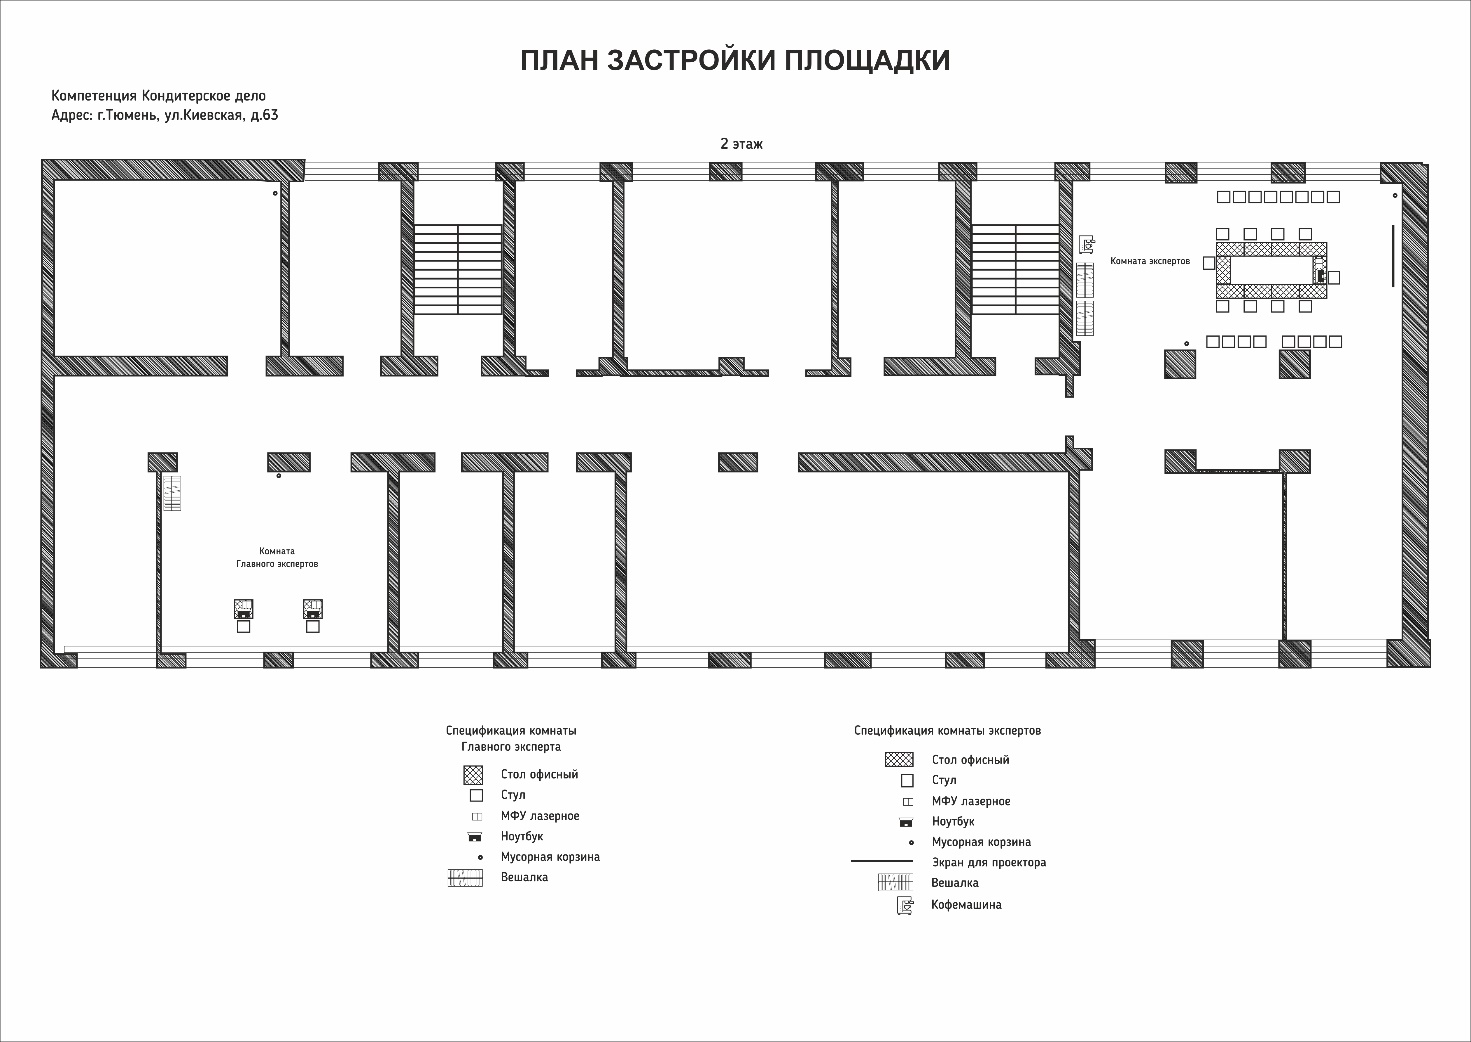 ПЛАН ЗАСТРОЙКИ ПЛОЩАДКИ
Компетенция Кондитерское дело
Адрес: г.Тюмень, ул.Киевская, д.63
2 этаж
Комната экспертов
Комната
Главного экспертов
Спецификация комнаты
Главного эксперта
Стол офисный
Стул
МФУ лазерное
Ноутбук
Мусорная корзина
Вешалка
Спецификация комнаты экспертов
Стол офисный
Стул
МФУ лазерное
Ноутбук
Мусорная корзина
Экран для проектора
Вешалка
Кофемашина